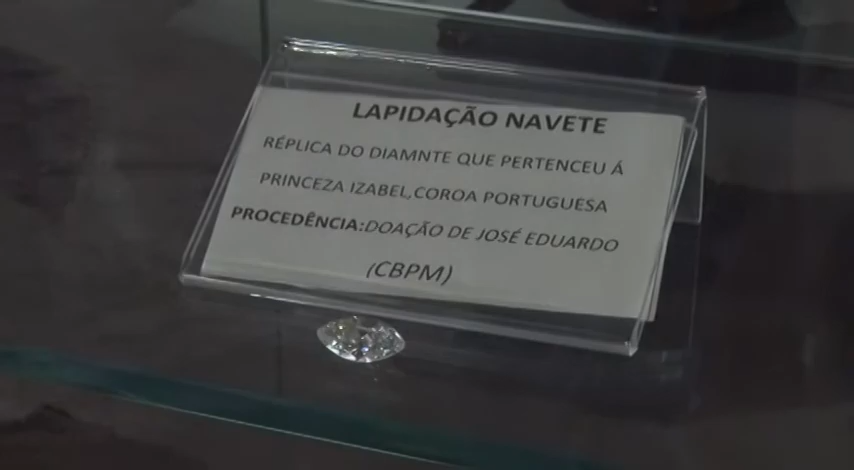 LAPIDAÇÃO NAVETE
RÉPLICA DO DIAMNTE QUE PERTENCEU Á
PRINCEZA IZABEL,COROA PORTUGUESA
PROCEDÊNCIA:DOAÇÃO DE JOSÉ EDUARDO
(CBPM)